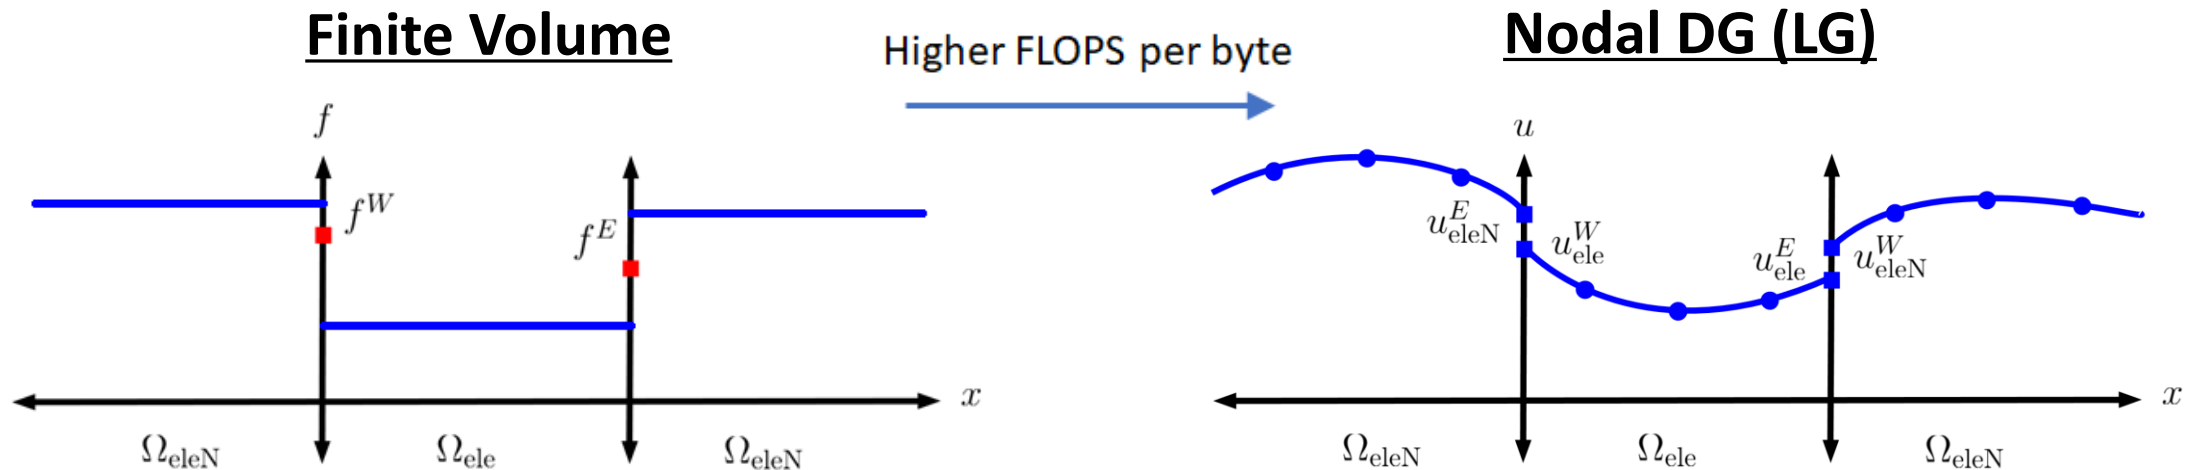 Finite Volume
Higher FLOPS per byte
Nodal DG (LG)
f
f^W
f^E
x
Ω_eleN
Ω_ele
Ω_eleN
u
u^E_eleN
u^W_ele
u^E_ele
u^W_eleN
x
Ω_eleN
Ω_ele
Ω_eleN